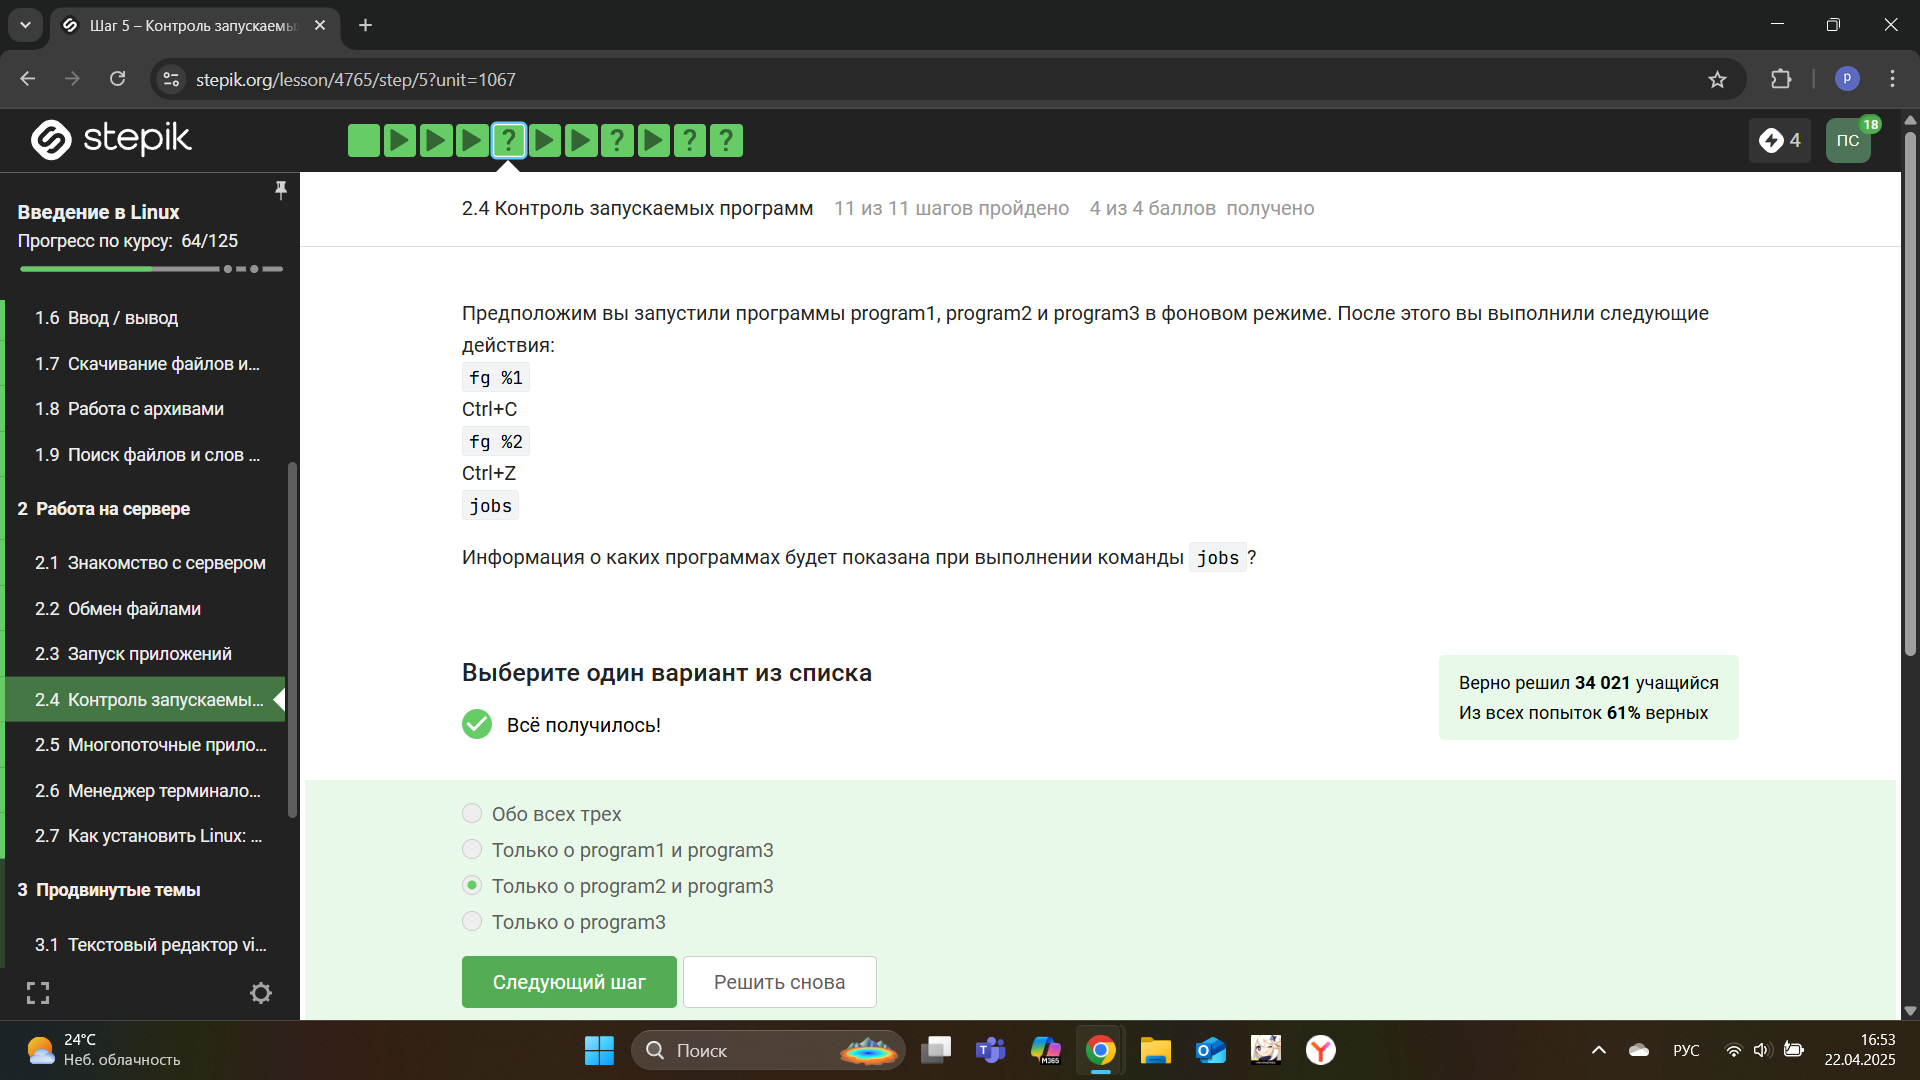 Шаг 5 – Контроль запускаемы
stepik.org/lesson/4765/step/5?unit=1067
p
stepik
?
?
?
?
4
ПС
18
Введение в Linux
Прогресс по курсу: 64/125
1.6 Ввод / вывод
1.7 Скачивание файлов и...
1.8 Работа с архивами
1.9 Поиск файлов и слов ...
2 Работа на сервере
2.1 Знакомство с сервером
2.2 Обмен файлами
2.3 Запуск приложений
2.4 Контроль запускаемы...
2.5 Многопоточные прило...
2.6 Менеджер терминало...
2.7 Как установить Linux: ...
3 Продвинутые темы
3.1 Текстовый редактор vi...
2.4 Контроль запускаемых программ 11 из 11 шагов пройдено 4 из 4 баллов получено
Предположим вы запустили программы program1, program2 и program3 в фоновом режиме. После этого вы выполнили следующие
действия:
fg %1
Ctrl+C
fg %2
Ctrl+Z
jobs
Информация о каких программах будет показана при выполнении команды jobs ?
Выберите один вариант из списка
Всё получилось!
Верно решил 34 021 учащийся
Из всех попыток 61% верных
Обо всех трех
Только о program1 и program3
Только о program2 и program3
Только о program3
Следующий шаг
Решить снова
24°C
Неб. облачность
Поиск
M365
РУС
16:53
22.04.2025